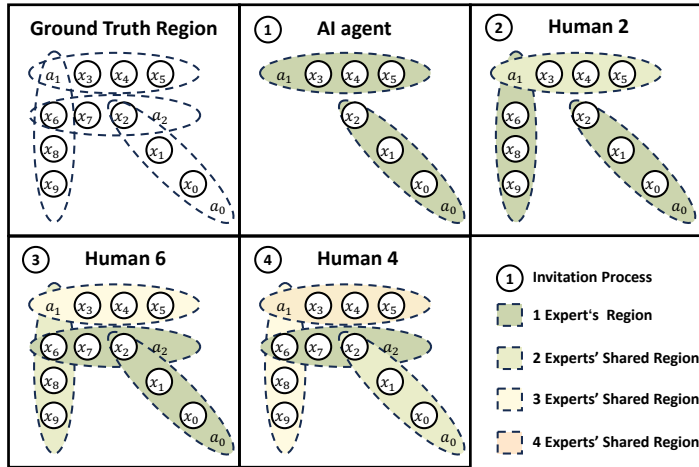 Ground Truth Region
a₁ x₃ x₄ x₅
x₆ x₇ x₂ a₂
x₈ x₁
x₉ x₀
a₀
1 AI agent
a₁ x₃ x₄ x₅
x₂
x₁
x₀
a₀
2 Human 2
a₁ x₃ x₄ x₅
x₆ x₂
x₈ x₁
x₉ x₀
a₀
3 Human 6
a₁ x₃ x₄ x₅
x₆ x₇ x₂ a₂
x₈ x₁
x₉ x₀
a₀
4 Human 4
a₁ x₃ x₄ x₅
x₆ x₇ x₂ a₂
x₈ x₁
x₉ x₀
a₀
1 Invitation Process
1 Expert's Region
2 Experts' Shared Region
3 Experts' Shared Region
4 Experts' Shared Region